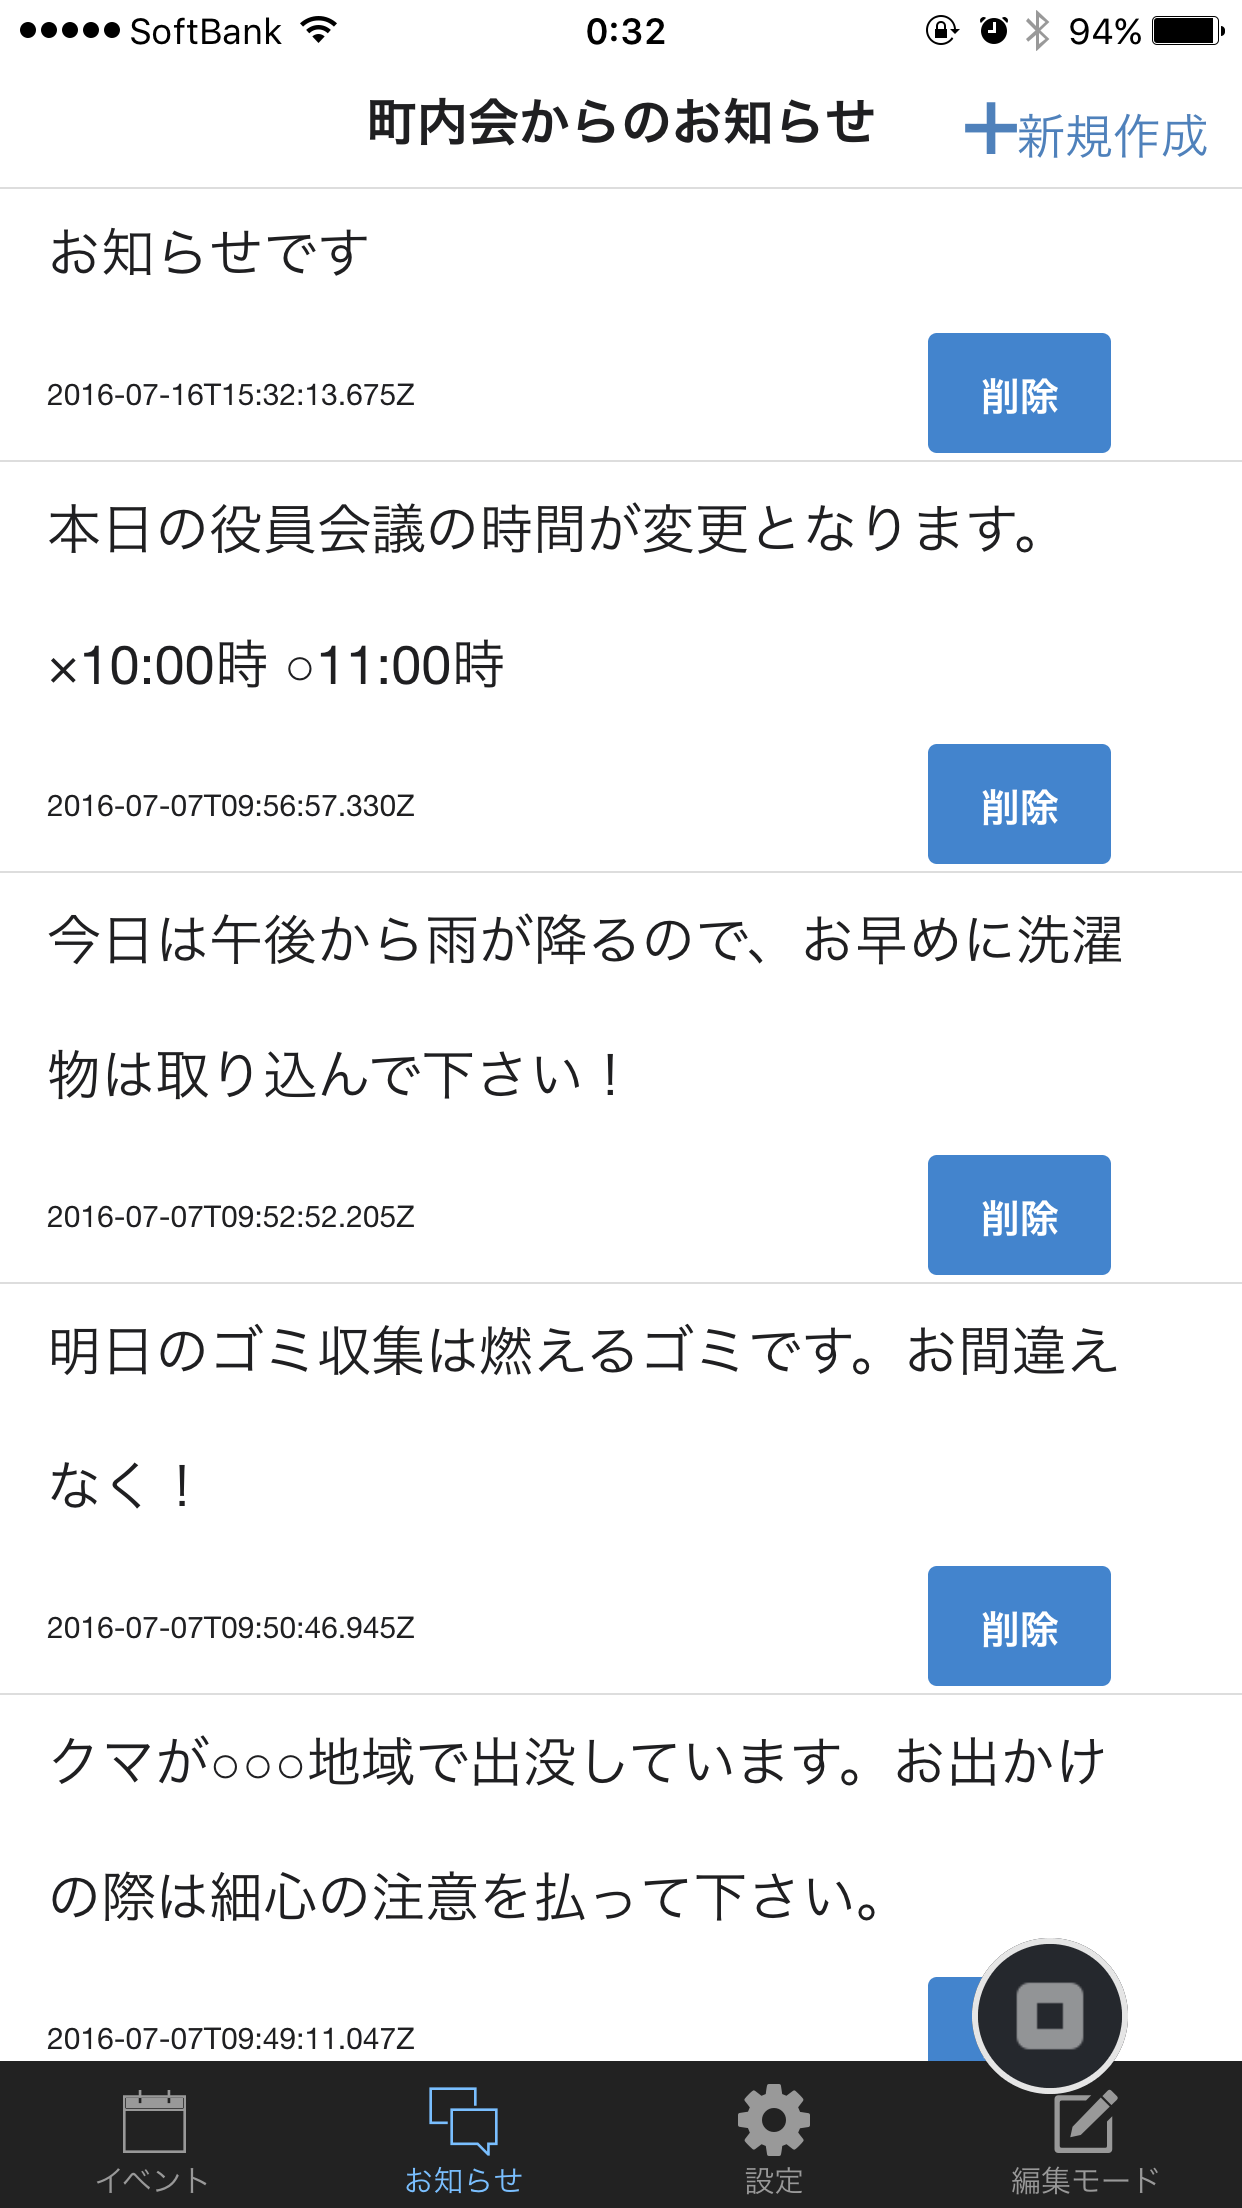 ●●●●● SoftBank 0:32 94%
町内会からのお知らせ
+新規作成
お知らせです
2016-07-16T15:32:13.675Z 削除
本日の役員会議の時間が変更となります。
×10:00時 ○11:00時
2016-07-07T09:56:57.330Z 削除
今日は午後から雨が降るので、お早めに洗濯
物は取り込んで下さい！
2016-07-07T09:52:52.205Z 削除
明日のゴミ収集は燃えるゴミです。お間違え
なく！
2016-07-07T09:50:46.945Z 削除
クマが○○○地域で出没しています。お出かけ
の際は細心の注意を払って下さい。
2016-07-07T09:49:11.047Z
イベント お知らせ 設定 編集モード